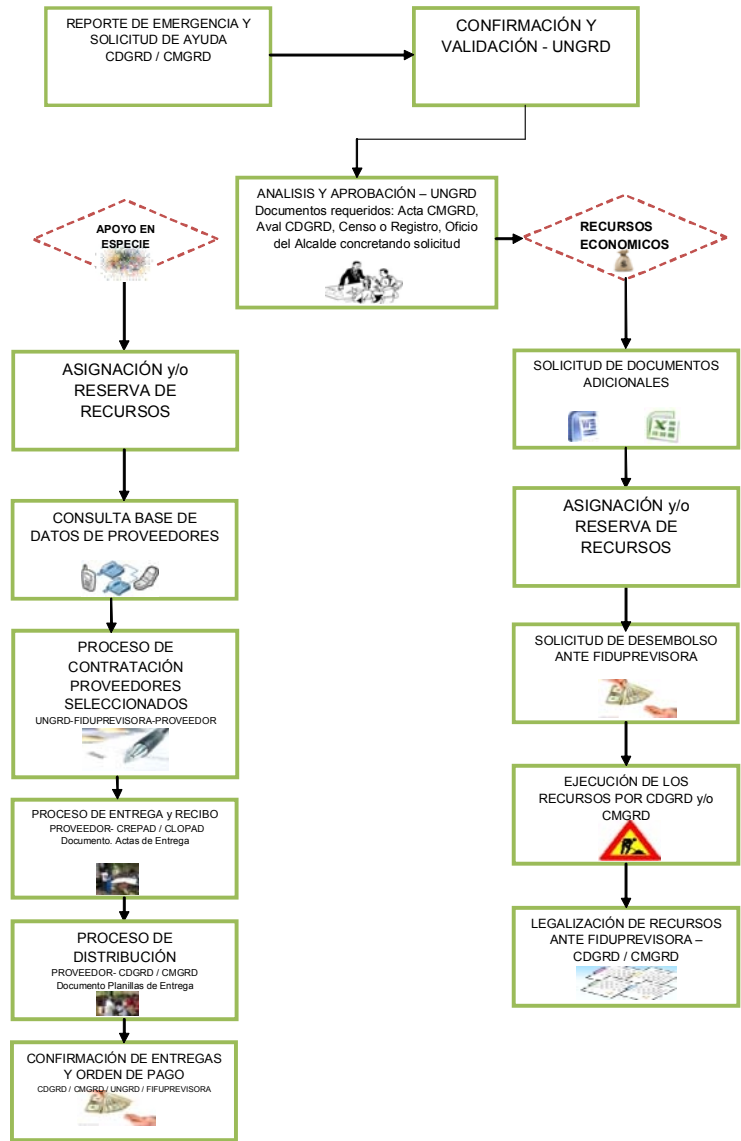 REPORTE DE EMERGENCIA Y
SOLICITUD DE AYUDA
CDGRD / CMGRD
CONFIRMACIÓN Y
VALIDACIÓN - UNGRD
ANALISIS Y APROBACIÓN – UNGRD
Documentos requeridos: Acta CMGRD,
Aval CDGRD, Censo o Registro, Oficio
del Alcalde concretando solicitud
APOYO EN
ESPECIE
RECURSOS
ECONOMICOS
ASIGNACIÓN y/o
RESERVA DE
RECURSOS
CONSULTA BASE DE
DATOS DE PROVEEDORES
PROCESO DE
CONTRATACIÓN
PROVEEDORES
SELECCIONADOS
UNGRD-FIDUPREVISORA-PROVEEDOR
PROCESO DE ENTREGA y RECIBO
PROVEEDOR- CREPAD / CLOPAD
Documento. Actas de Entrega
PROCESO DE
DISTRIBUCIÓN
PROVEEDOR- CDGRD / CMGRD
Documento Planillas de Entrega
CONFIRMACIÓN DE ENTREGAS
Y ORDEN DE PAGO
CDGRD / CMGRD / UNGRD / FIFUPREVISORA
SOLICITUD DE DOCUMENTOS
ADICIONALES
ASIGNACIÓN y/o
RESERVA DE
RECURSOS
SOLICITUD DE DESEMBOLSO
ANTE FIDUPREVISORA
EJECUCIÓN DE LOS
RECURSOS POR CDGRD y/o
CMGRD
LEGALIZACIÓN DE RECURSOS
ANTE FIDUPREVISORA –
CDGRD / CMGRD